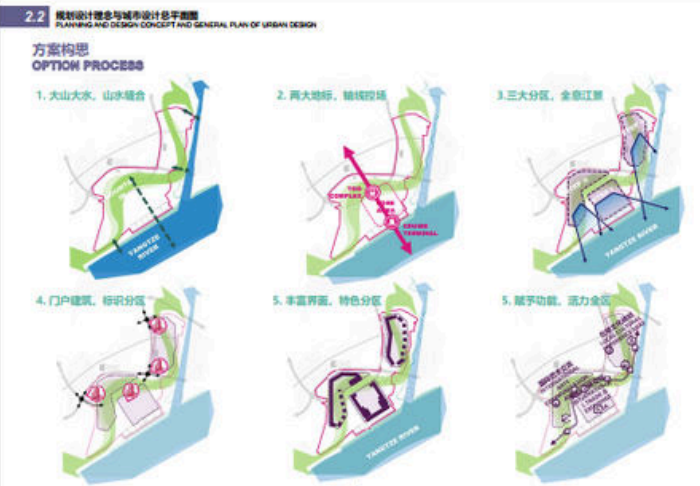 2.2
规划设计理念与城市设计总平面图
PLANNING AND DESIGN CONCEPT AND GENERAL PLAN OF URBAN DESIGN
方案构思
OPTION PROCESS
1. 大山大水，山水缝合
YANGTZE
RIVER
2. 两大地标，轴线控场
TOD
COMPLEX
CRUISE
TERMINAL
3.三大分区，全息江景
YANGTZE RIVER
4. 门户建筑，标识分区
5. 丰富界面，特色分区
YANGTZE RIVER
5. 赋予功能，活力全区